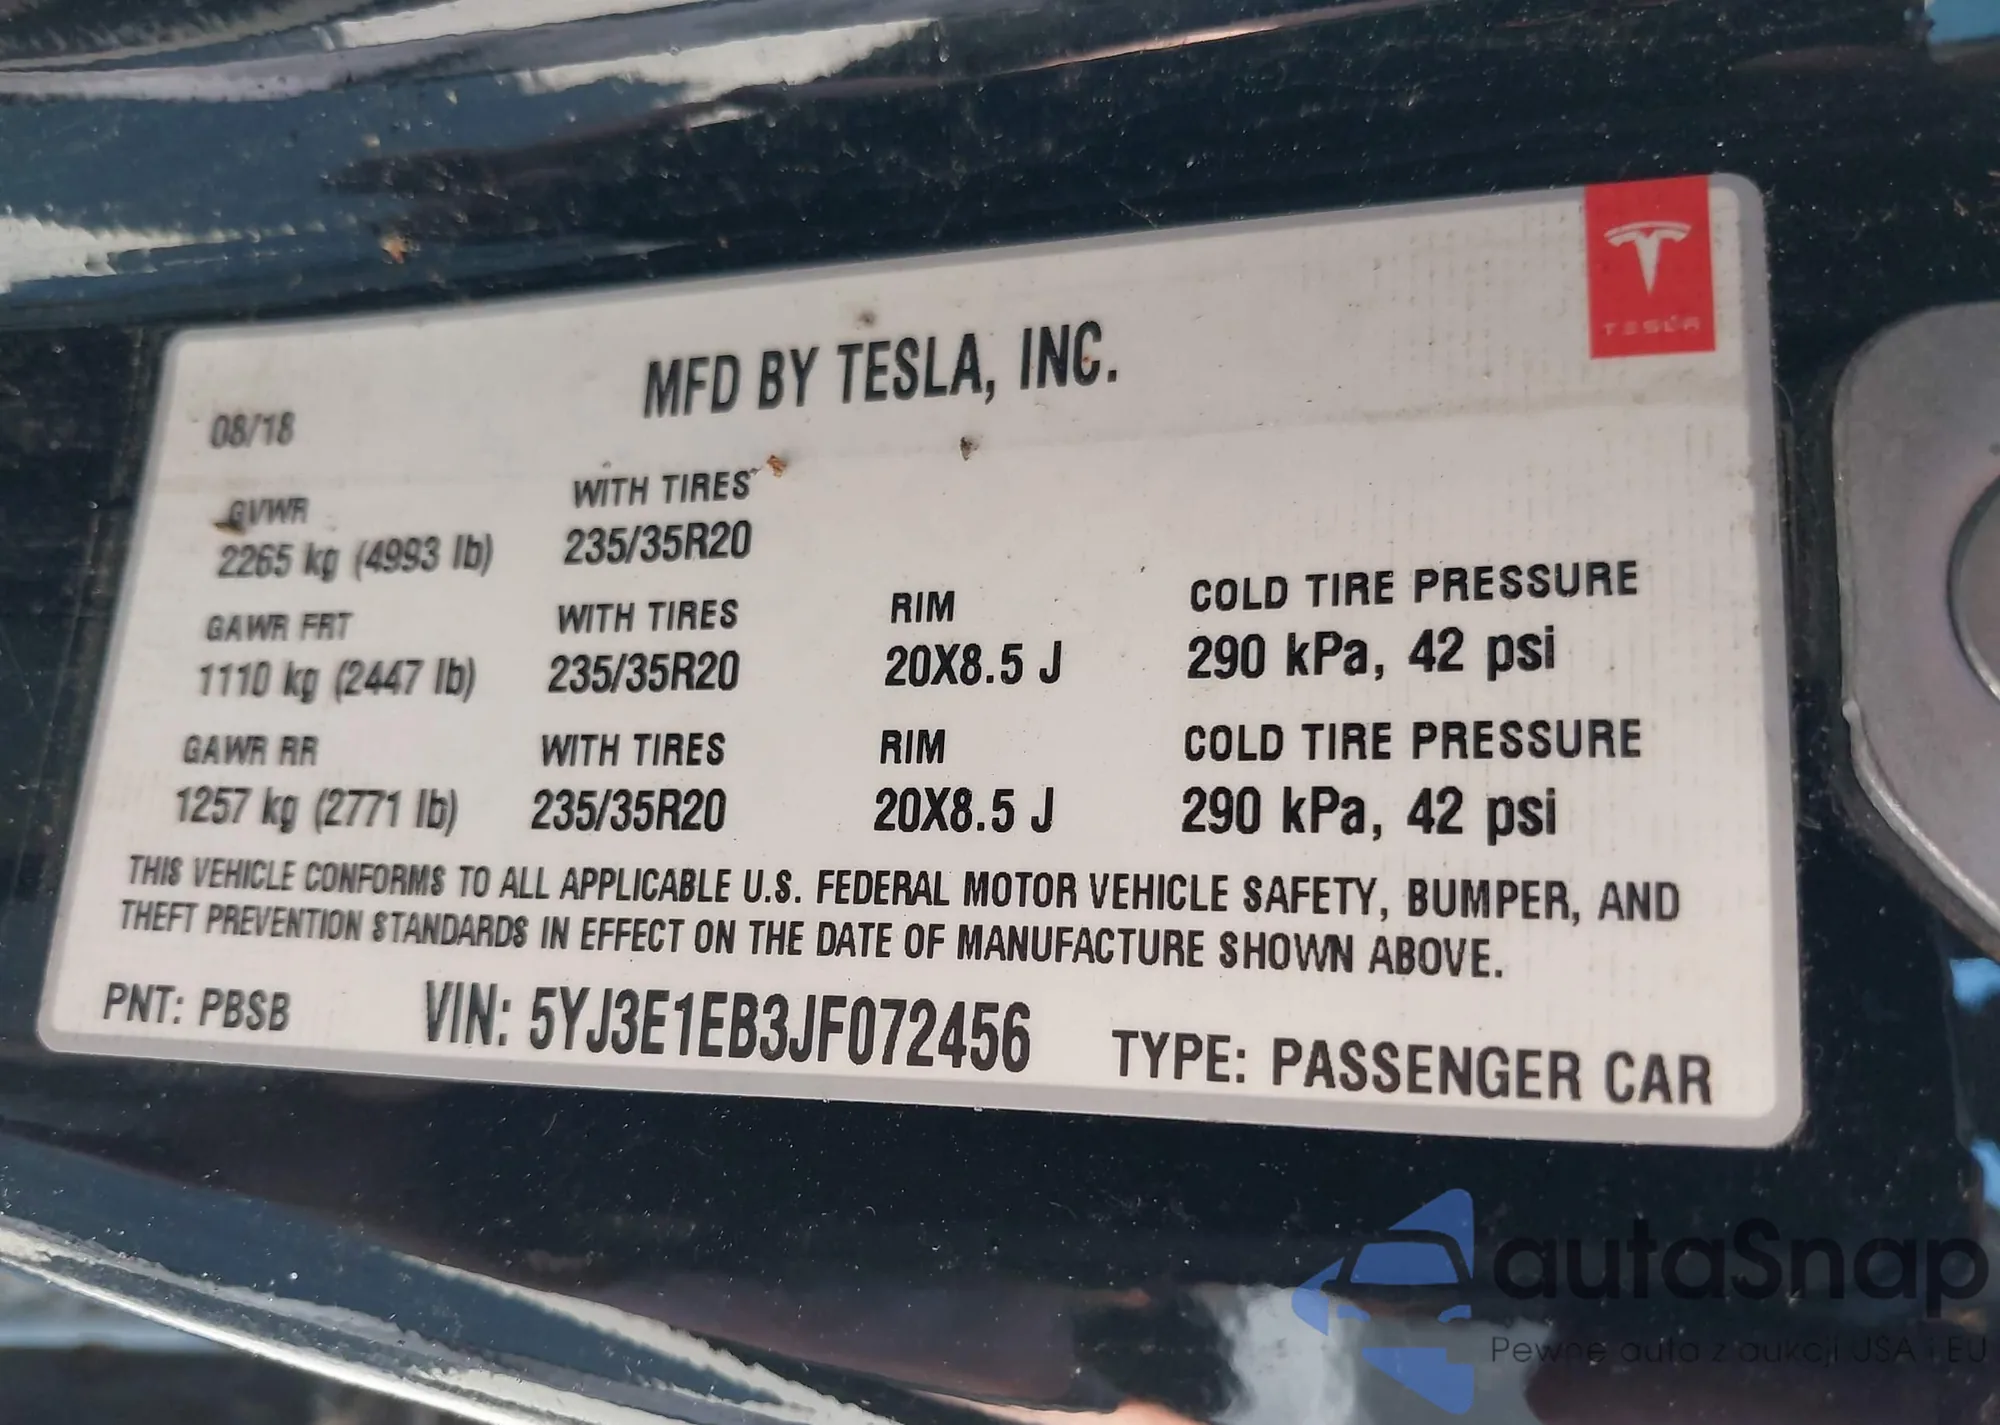 TESLA
MFD BY TESLA, INC.
08/18
GVWR WITH TIRES
2265 kg (4993 lb) 235/35R20
GAWR FRT WITH TIRES RIM COLD TIRE PRESSURE
1110 kg (2447 lb) 235/35R20 20X8.5 J 290 kPa, 42 psi
GAWR RR WITH TIRES RIM COLD TIRE PRESSURE
1257 kg (2771 lb) 235/35R20 20X8.5 J 290 kPa, 42 psi
THIS VEHICLE CONFORMS TO ALL APPLICABLE U.S. FEDERAL MOTOR VEHICLE SAFETY, BUMPER, AND
THEFT PREVENTION STANDARDS IN EFFECT ON THE DATE OF MANUFACTURE SHOWN ABOVE.
PNT: PBSB VIN: 5YJ3E1EB3JF072456 TYPE: PASSENGER CAR
autaSnap
Pewne auta z aukcji USA i EU